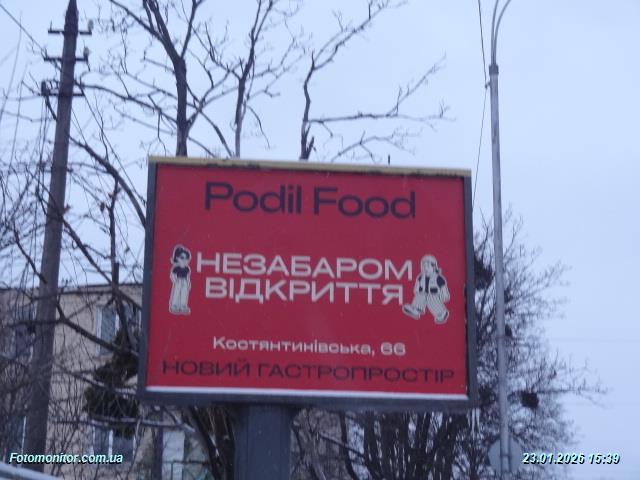 Podil Food
НЕЗАБАРОМ
ВІДКРИТТЯ
Костянтинівська, 66
НОВИЙ ГАСТРОПРОСТІР
Fotomonitor.com.ua
23.01.2026 15:39